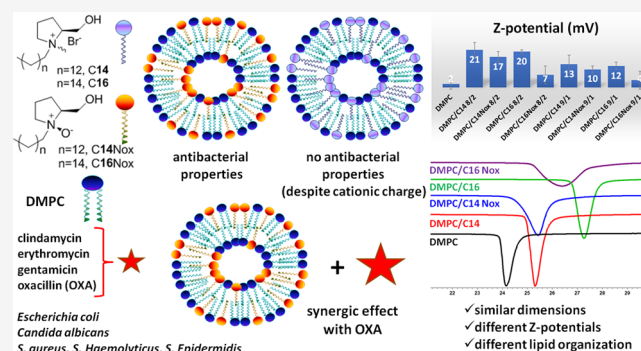 OH
N
Br⁻
n
n=12, C14
n=14, C16
OH
N
O⁻
n
n=12, C14Nox
n=14, C16Nox
DMPC
clindamycin
erythromycin
gentamicin
oxacillin (OXA)
Escherichia coli
Candida albicans
S. aureus, S. Haemolyticus, S. Epidermidis
antibacterial
properties
no antibacterial
properties
(despite cationic charge)
+
synergic effect
with OXA
Z-potential (mV)
2
21
17
20
7
13
10
12
DMPC
DMPC/C14 8/2
DMPC/C14Nox 8/2
DMPC/C16 8/2
DMPC/C16Nox 8/2
DMPC/C14 9/1
DMPC/C14Nox 9/1
DMPC/C16 9/1
DMPC/C16Nox 9/1
DMPC/C16 Nox
DMPC/C16
DMPC/C14 Nox
DMPC/C14
DMPC
22 23 24 25 26 27 28 29
✓similar dimensions
✓different Z-potentials
✓different lipid organization